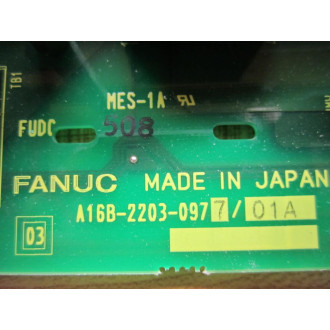 TB1
MES-1A
FUDC 508
FANUC MADE IN JAPAN
A16B-2203-0977/01A
03